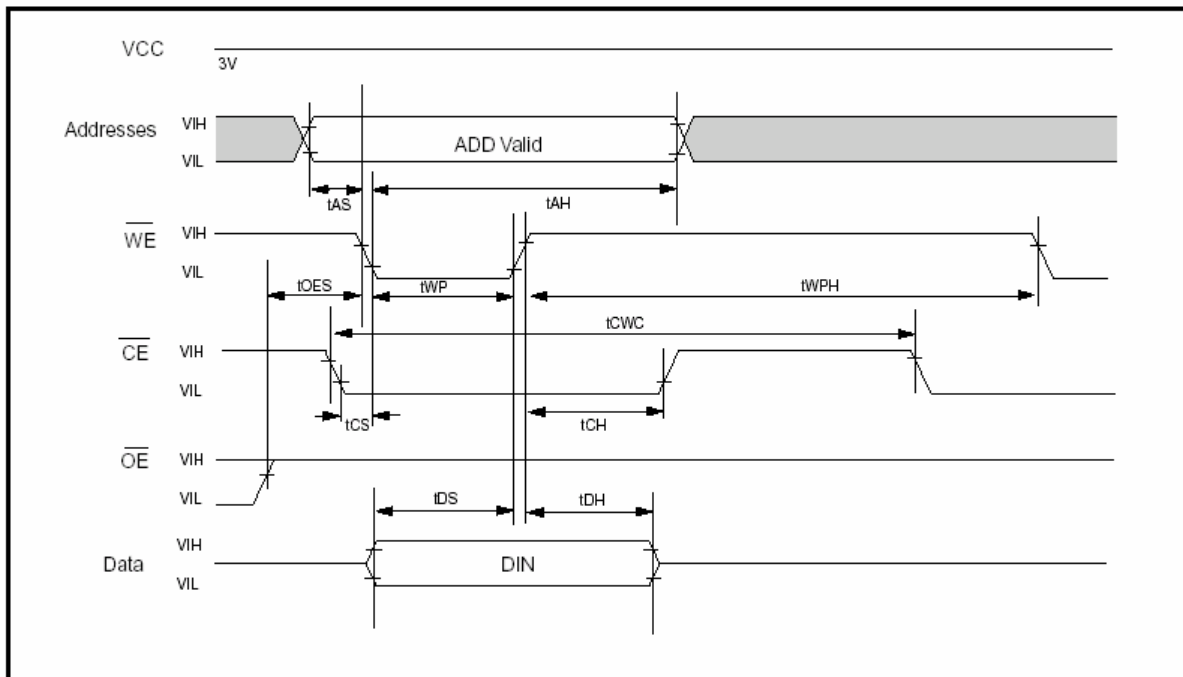 VCC
3V
Addresses
VIH
VIL
ADD Valid
tAS
tAH
WE
VIH
VIL
tOES
tWP
tWPH
tCWC
CE
VIH
VIL
tCS
tCH
OE
VIH
VIL
tDS
tDH
Data
VIH
VIL
DIN